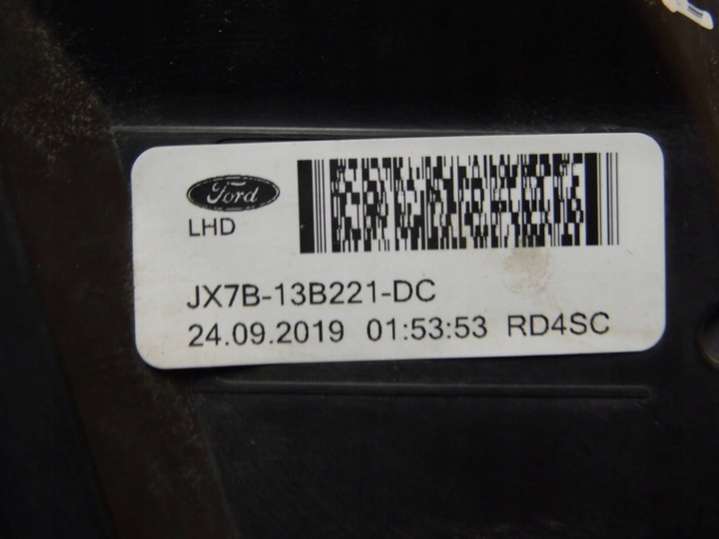 Ford
LHD
JX7B-13B221-DC
24.09.2019 01:53:53 RD4SC